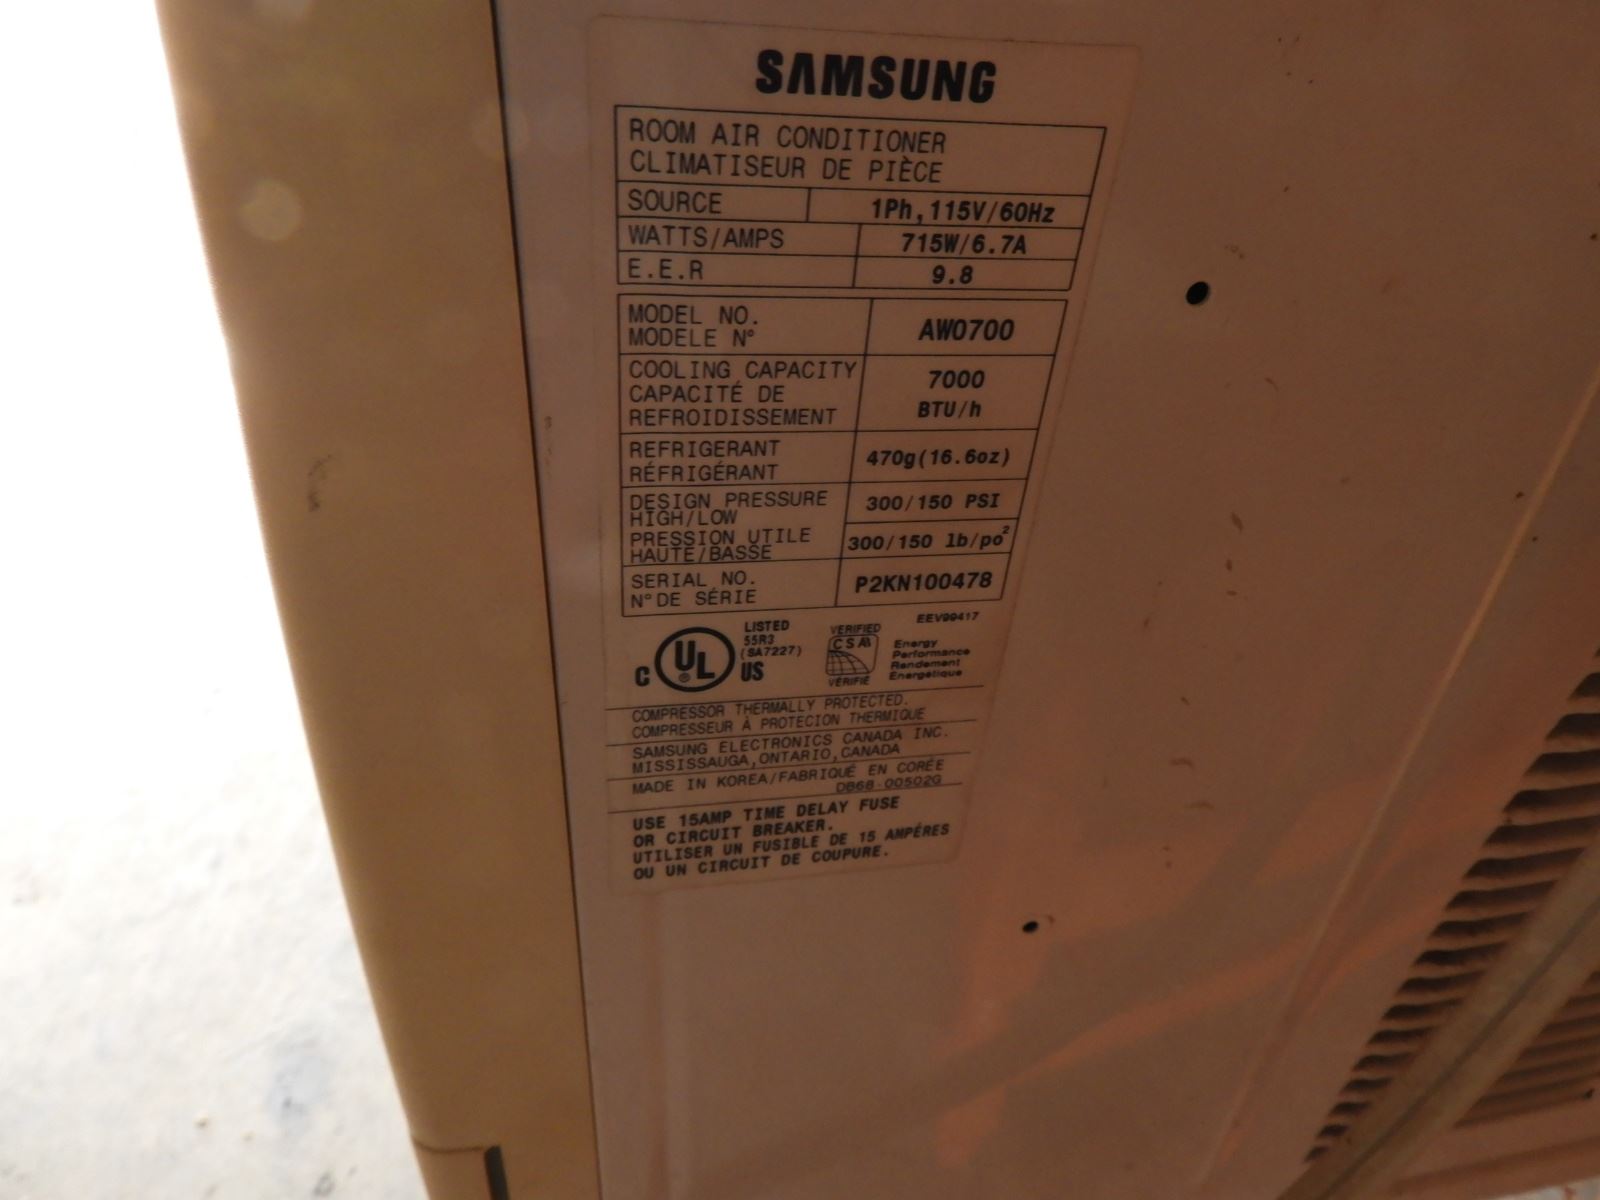 SAMSUNG
ROOM AIR CONDITIONER
CLIMATISEUR DE PIÈCE
SOURCE 1Ph, 115V/60Hz
WATTS/AMPS 715W/6.7A
E.E.R 9.8
MODEL NO.
MODELE N° AW0700
COOLING CAPACITY
CAPACITÉ DE
REFROIDISSEMENT 7000
BTU/h
REFRIGERANT
RÉFRIGÉRANT 470g(16.6oz)
DESIGN PRESSURE
HIGH/LOW 300/150 PSI
PRESSION UTILE
HAUTE/BASSE 300/150 lb/po²
SERIAL NO.
N° DE SÉRIE P2KN100478
EEV99417
C UL ® US
LISTED
55R3
(SA7227)
VERIFIED
CSA
VÉRIFIÉ
Energy
Performance
Rendement
Énergétique
COMPRESSOR THERMALLY PROTECTED.
COMPRESSEUR À PROTECION THERMIQUE
SAMSUNG ELECTRONICS CANADA INC.
MISSISSAUGA, ONTARIO, CANADA
MADE IN KOREA/FABRIQUÉ EN CORÉE
DB68-00502G
USE 15AMP TIME DELAY FUSE
OR CIRCUIT BREAKER.
UTILISER UN FUSIBLE DE 15 AMPÉRES
OU UN CIRCUIT DE COUPURE.